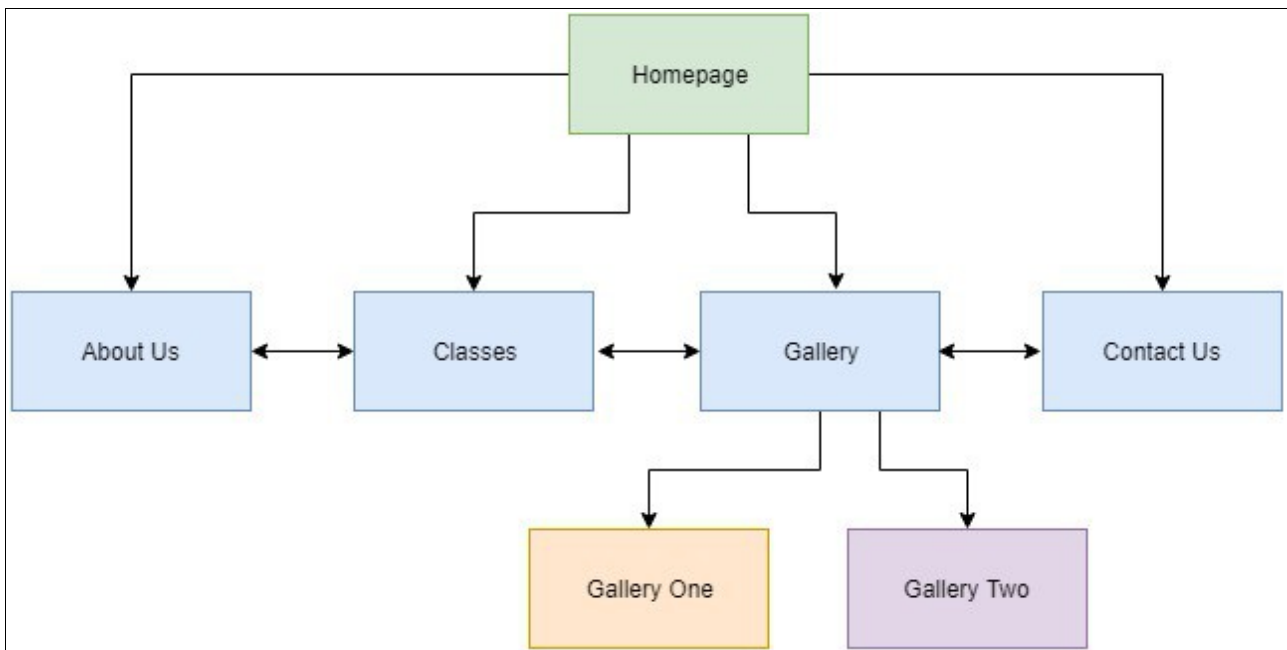 Homepage
About Us
Classes
Gallery
Contact Us
Gallery One
Gallery Two